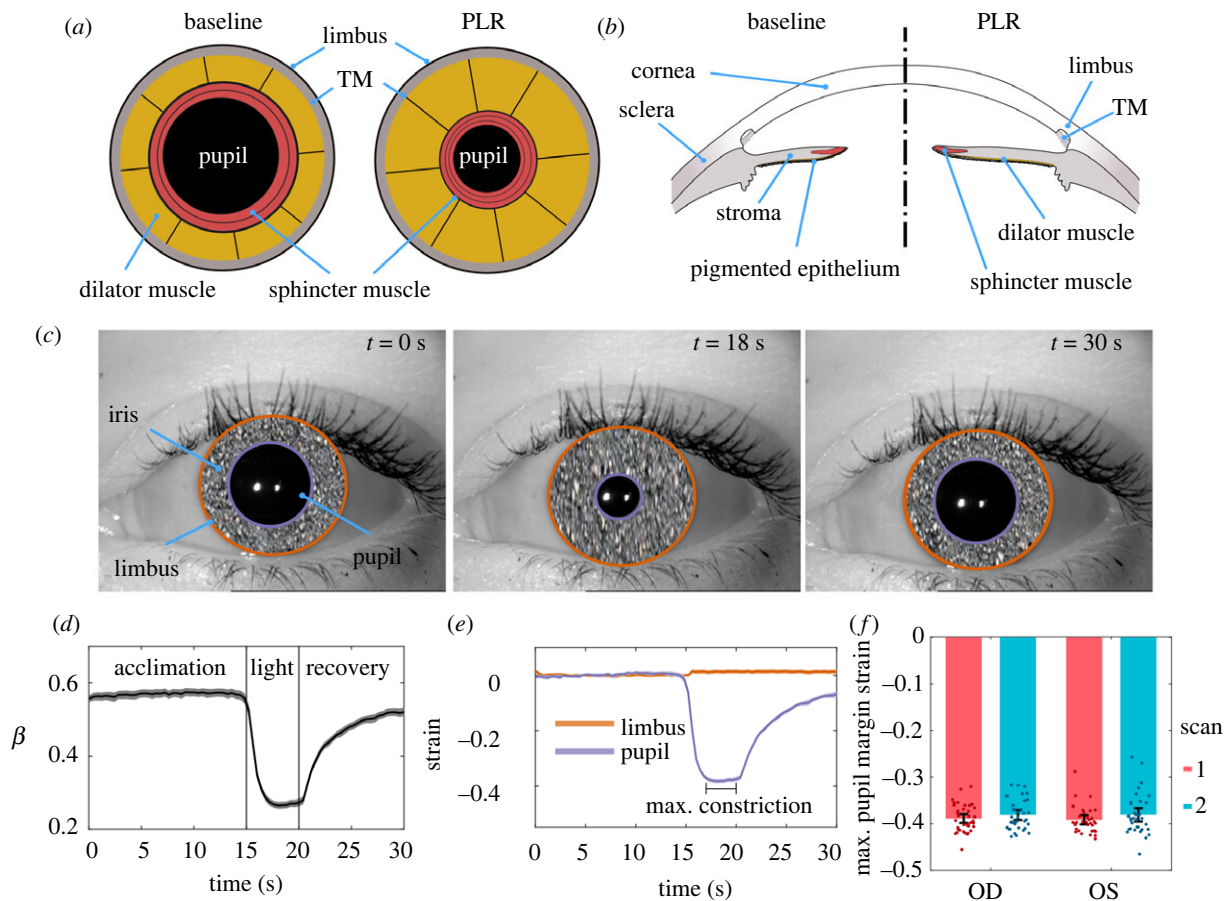 (a)
baseline
PLR
limbus
TM
pupil
pupil
dilator muscle
sphincter muscle
(b)
baseline
PLR
cornea
sclera
limbus
TM
stroma
pigmented epithelium
dilator muscle
sphincter muscle
(c)
t = 0 s
t = 18 s
t = 30 s
iris
limbus
pupil
(d)
acclimation
light
recovery
0.6
0.4
0.2
β
0 5 10 15 20 25 30
time (s)
(e)
0
–0.2
–0.4
strain
limbus
pupil
max. constriction
0 5 10 15 20 25 30
time (s)
(f)
0
–0.1
–0.2
–0.3
–0.4
–0.5
max. pupil margin strain
OD
OS
scan
1
2